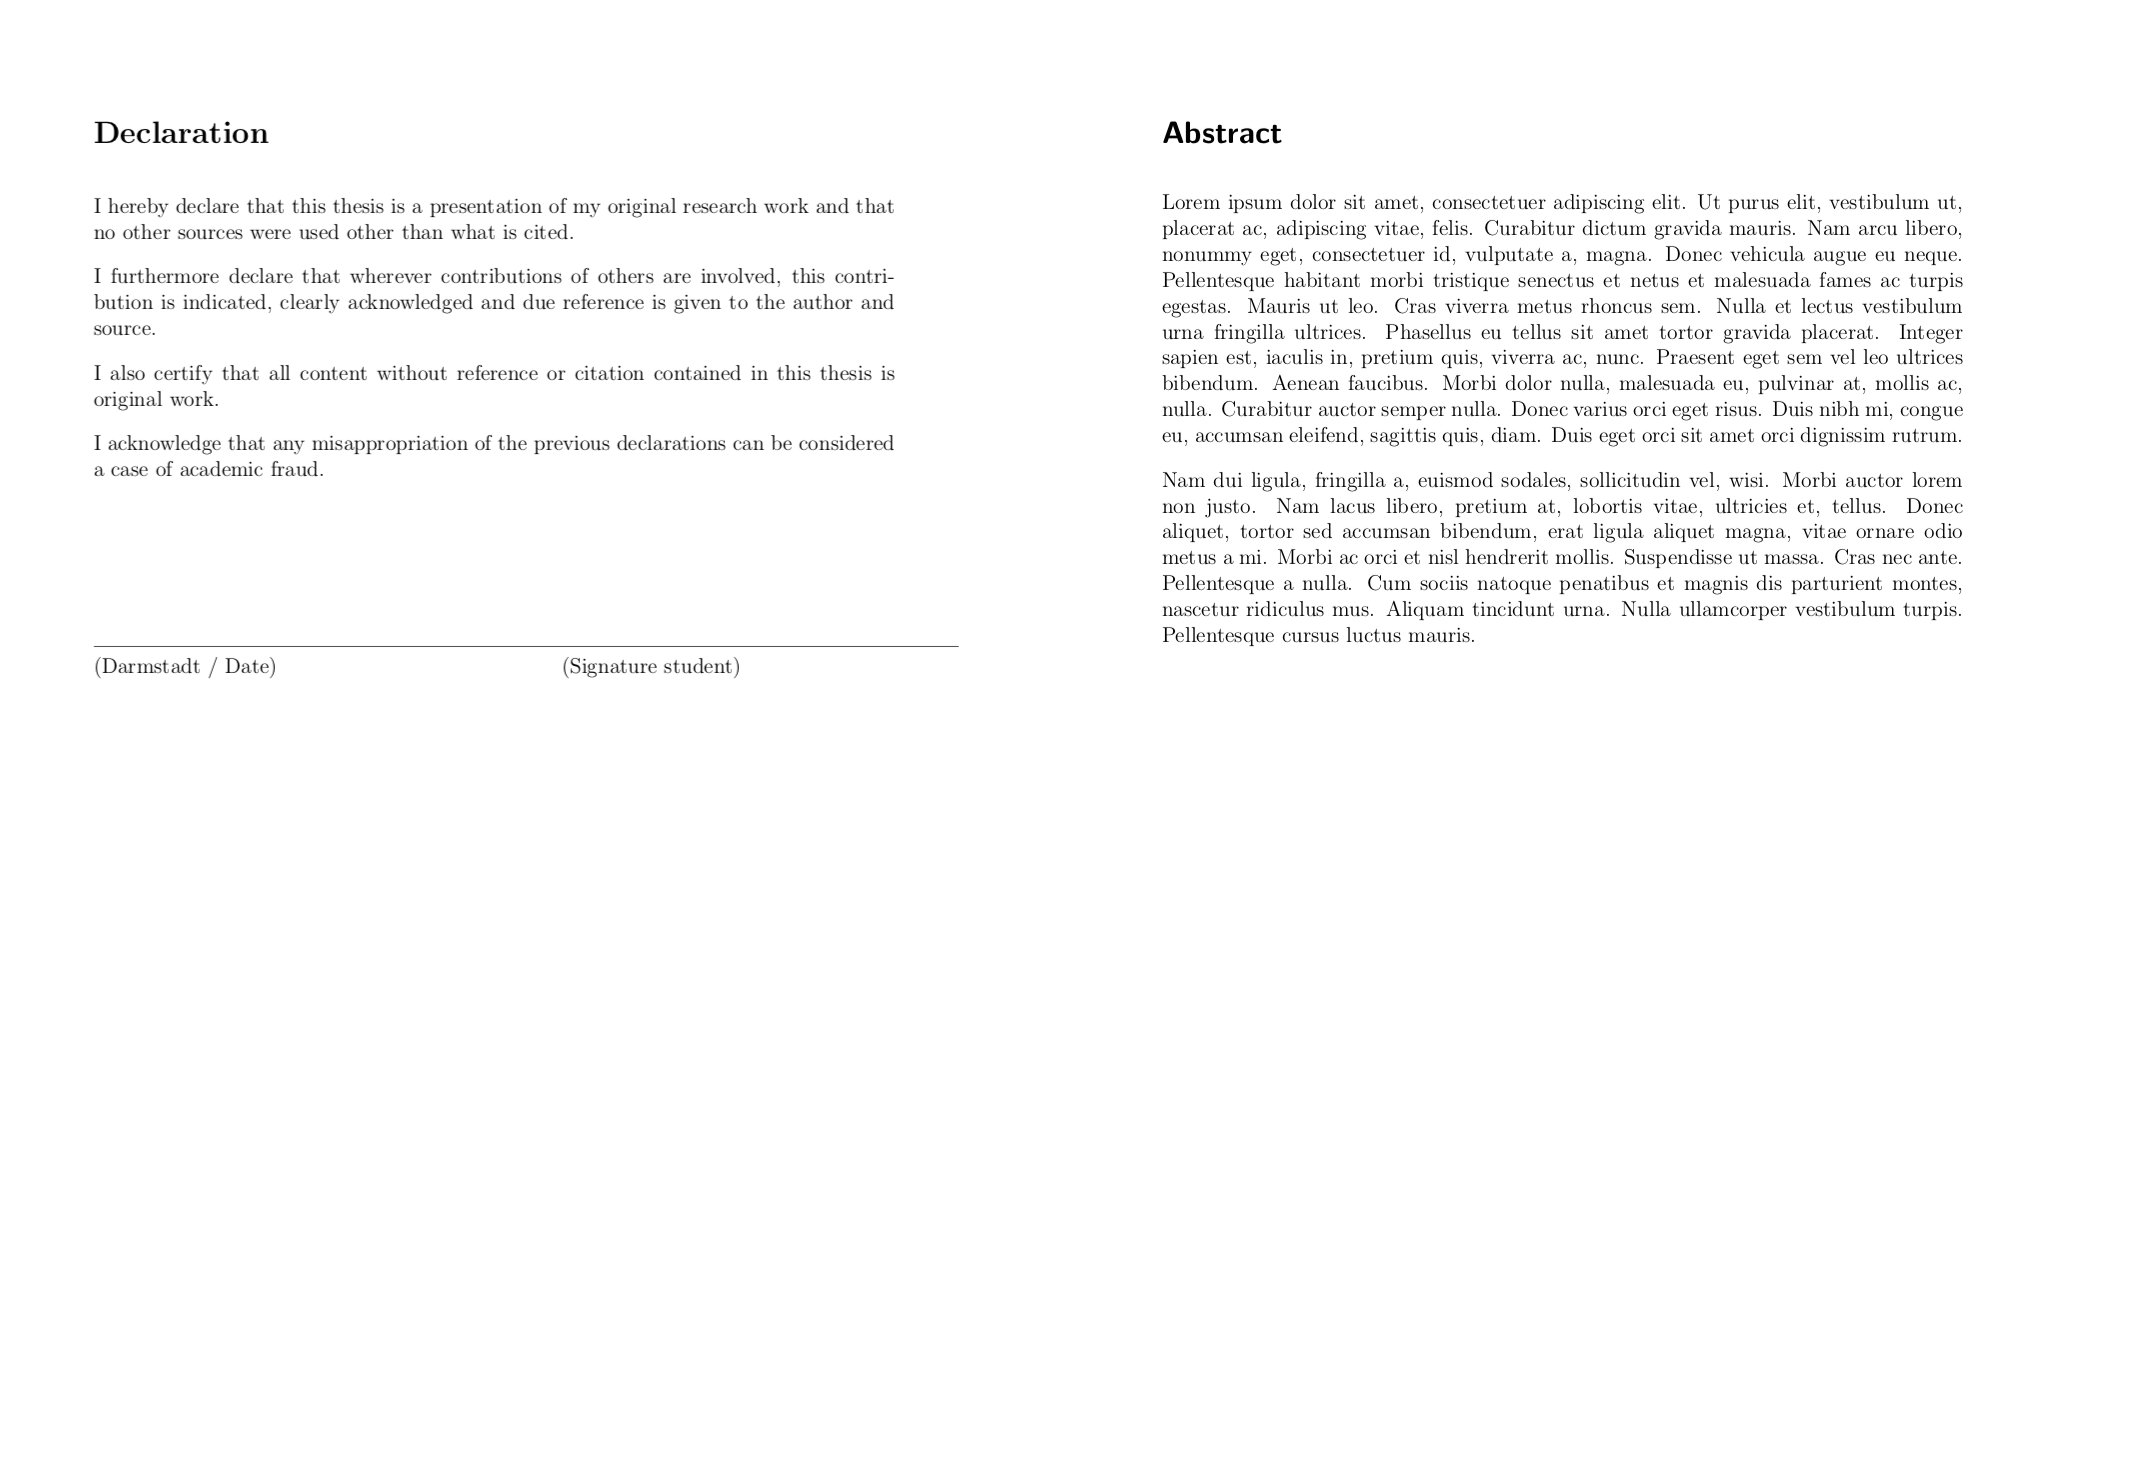 Declaration
I hereby declare that this thesis is a presentation of my original research work and that
no other sources were used other than what is cited.
I furthermore declare that wherever contributions of others are involved, this contri-
bution is indicated, clearly acknowledged and due reference is given to the author and
source.
I also certify that all content without reference or citation contained in this thesis is
original work.
I acknowledge that any misappropriation of the previous declarations can be considered
a case of academic fraud.
(Darmstadt / Date) (Signature student)
Abstract
Lorem ipsum dolor sit amet, consectetuer adipiscing elit. Ut purus elit, vestibulum ut,
placerat ac, adipiscing vitae, felis. Curabitur dictum gravida mauris. Nam arcu libero,
nonummy eget, consectetuer id, vulputate a, magna. Donec vehicula augue eu neque.
Pellentesque habitant morbi tristique senectus et netus et malesuada fames ac turpis
egestas. Mauris ut leo. Cras viverra metus rhoncus sem. Nulla et lectus vestibulum
urna fringilla ultrices. Phasellus eu tellus sit amet tortor gravida placerat. Integer
sapien est, iaculis in, pretium quis, viverra ac, nunc. Praesent eget sem vel leo ultrices
bibendum. Aenean faucibus. Morbi dolor nulla, malesuada eu, pulvinar at, mollis ac,
nulla. Curabitur auctor semper nulla. Donec varius orci eget risus. Duis nibh mi, congue
eu, accumsan eleifend, sagittis quis, diam. Duis eget orci sit amet orci dignissim rutrum.
Nam dui ligula, fringilla a, euismod sodales, sollicitudin vel, wisi. Morbi auctor lorem
non justo. Nam lacus libero, pretium at, lobortis vitae, ultricies et, tellus. Donec
aliquet, tortor sed accumsan bibendum, erat ligula aliquet magna, vitae ornare odio
metus a mi. Morbi ac orci et nisl hendrerit mollis. Suspendisse ut massa. Cras nec ante.
Pellentesque a nulla. Cum sociis natoque penatibus et magnis dis parturient montes,
nascetur ridiculus mus. Aliquam tincidunt urna. Nulla ullamcorper vestibulum turpis.
Pellentesque cursus luctus mauris.